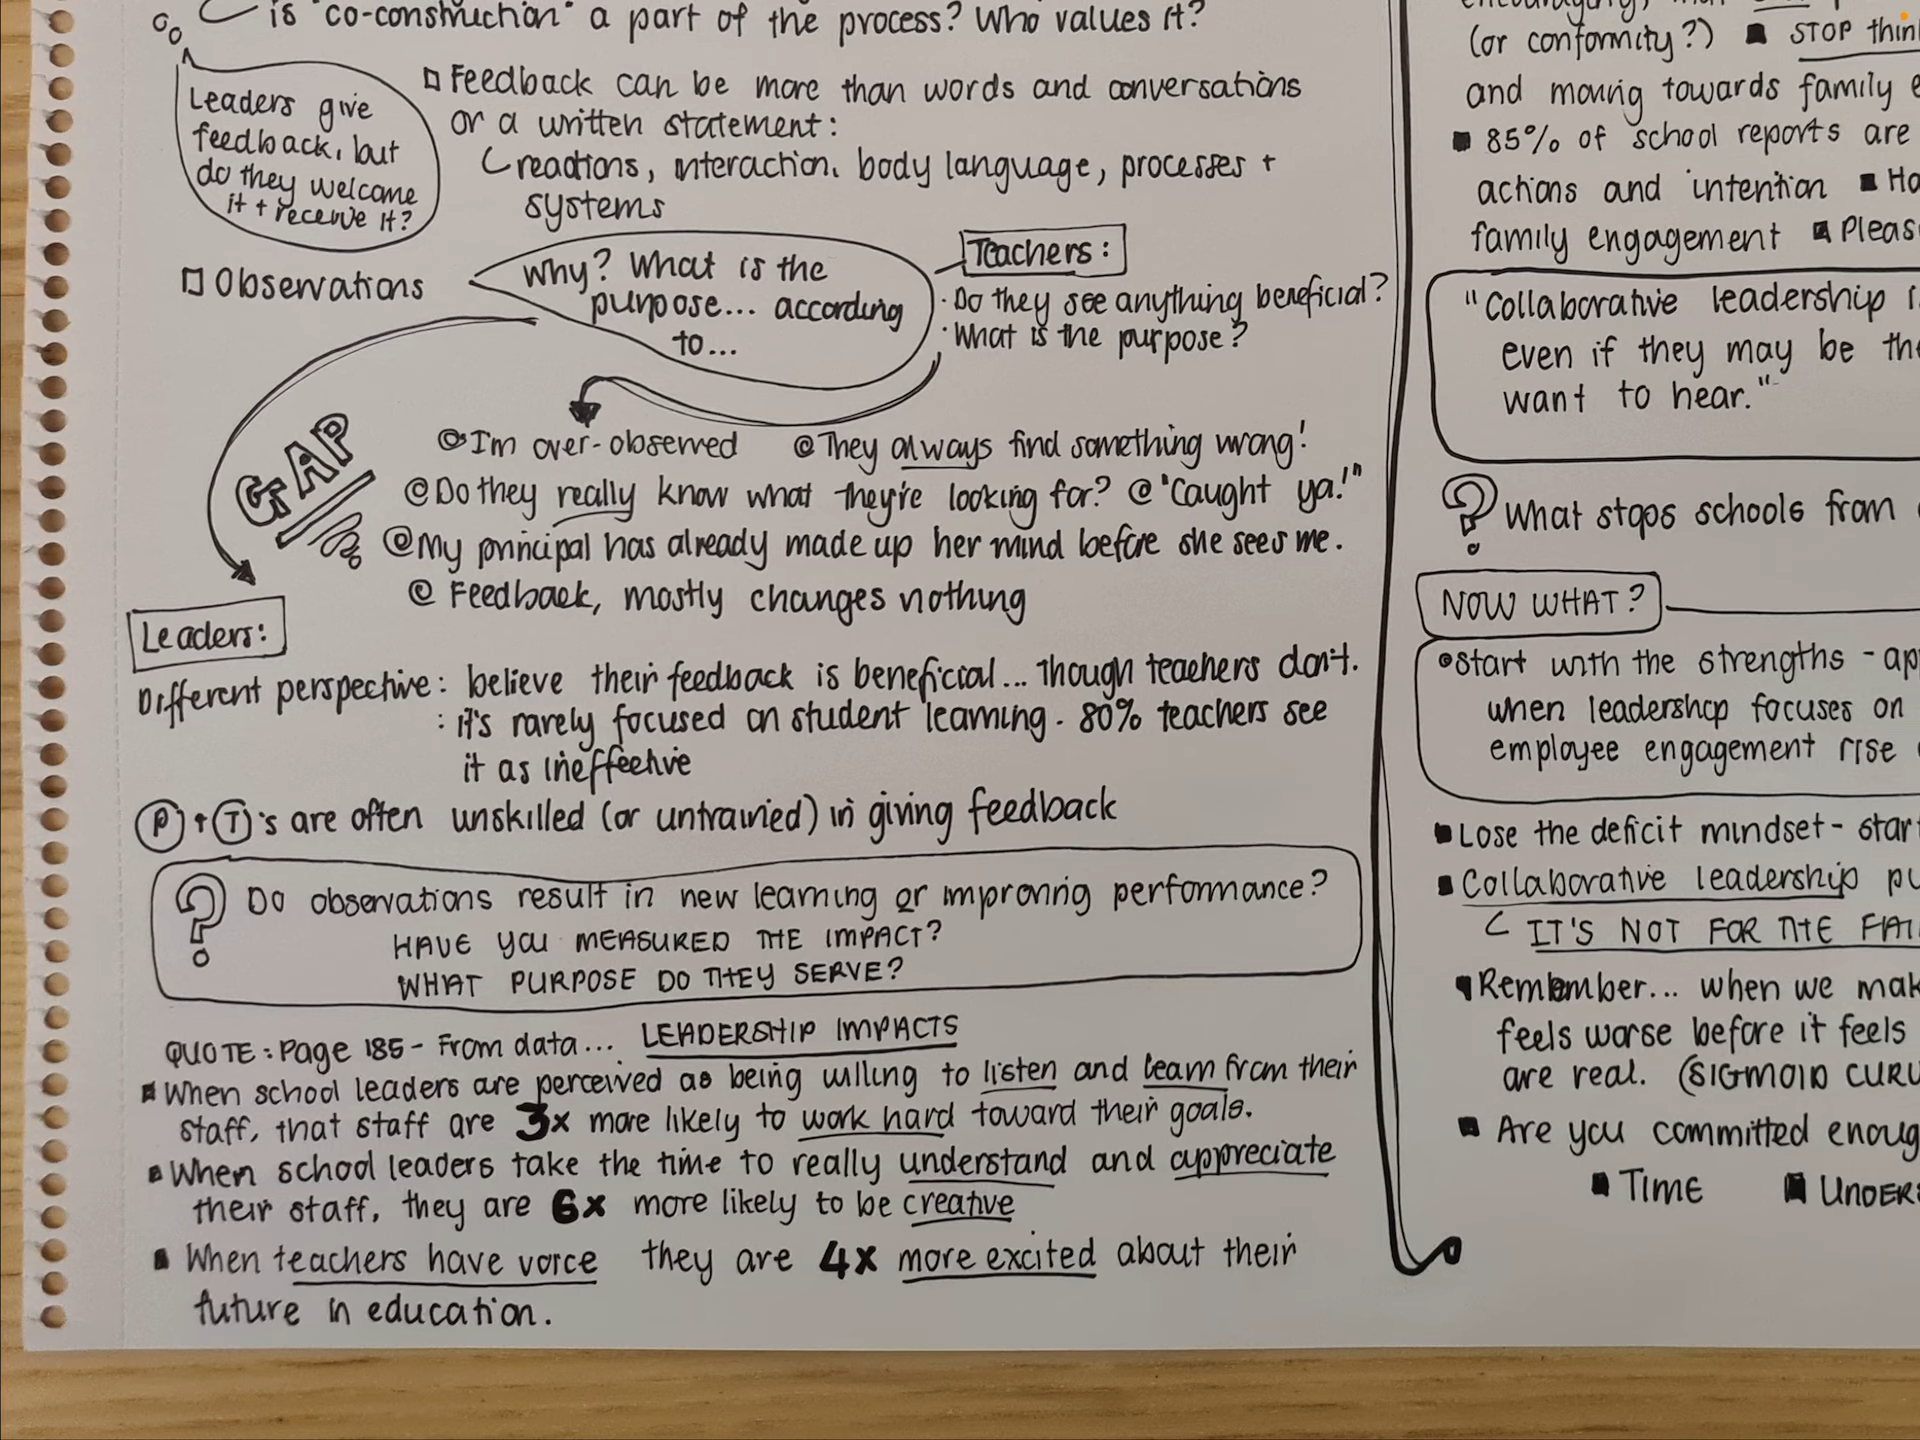 is "co-construction" a part of the process? Who values it?
Leaders give
feedback, but
do they welcome
it + receive it?
Feedback can be more than words and conversations
or a written statement:
reactions, interaction, body language, processes +
systems
Observations
Why? What is the
purpose... according
to...
Teachers:
· Do they see anything beneficial?
· What is the purpose?
GAP
@ I'm over-observed @ They always find something wrong!
@ Do they really know what they're looking for? @ "Caught ya!"
@ My principal has already made up her mind before she sees me.
@ Feedback, mostly changes nothing
Leaders:
Different perspective: believe their feedback is beneficial... Though teachers don't.
: it's rarely focused on student learning. 80% teachers see
it as ineffective
P + T's are often unskilled (or untrained) in giving feedback
? Do observations result in new learning or improving performance?
HAVE YOU MEASURED THE IMPACT?
WHAT PURPOSE DO THEY SERVE?
QUOTE: Page 185 - From data... LEADERSHIP IMPACTS
When school leaders are perceived as being willing to listen and learn from their
staff, that staff are 3x more likely to work hard toward their goals.
When school leaders take the time to really understand and appreciate
their staff, they are 6x more likely to be creative
When teachers have voice they are 4x more excited about their
future in education.
(or conformity?) STOP
and moving towards family
85% of school reports are
actions and intention
family engagement
"Collaborative leadership
even if they may be
want to hear."
? What stops schools from
NOW WHAT?
Start with the strengths -
when leadership focuses on
employee engagement rise
Lose the deficit mindset -
Collaborative leadership
IT'S NOT FOR THE
Remember... when we
feels worse before it feels
are real. (SIGMOID
Are you committed
TIME